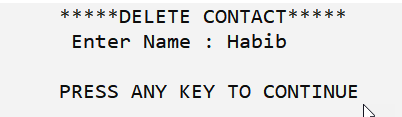 *****DELETE CONTACT*****
Enter Name : Habib
PRESS ANY KEY TO CONTINUE